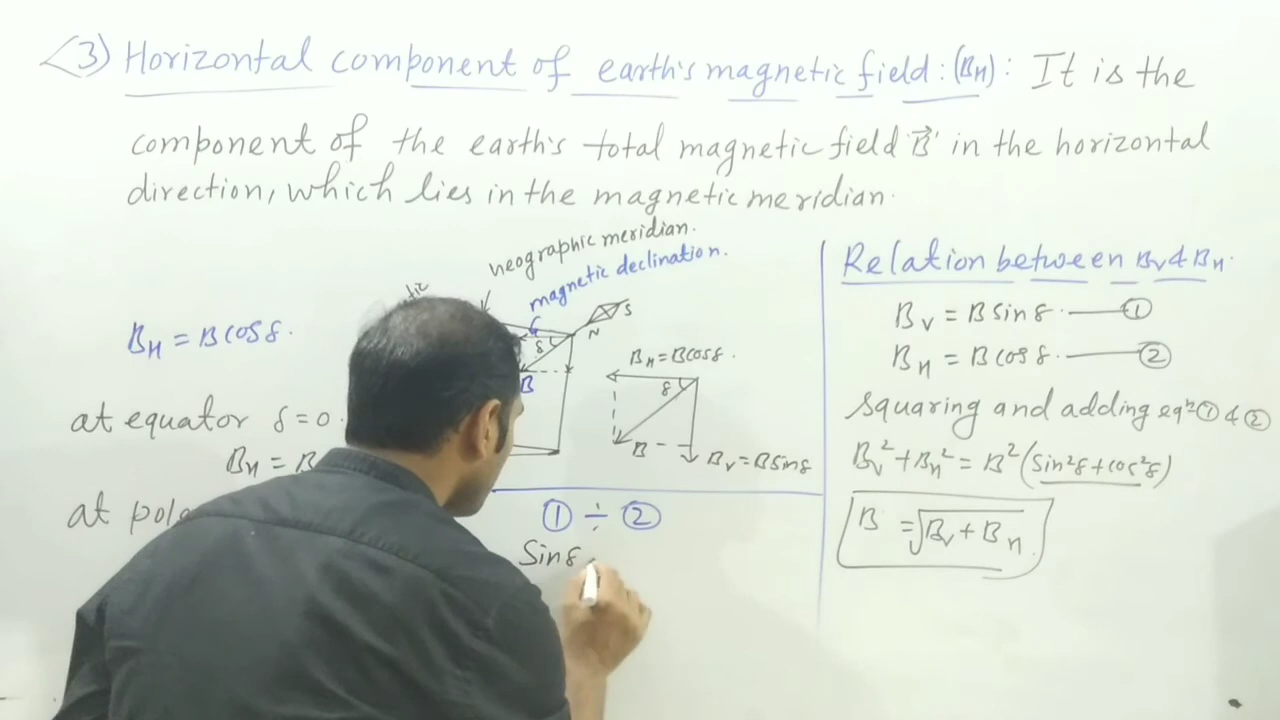 (3) Horizontal component of earth's magnetic field : (BH) : It is the
component of the earth's total magnetic field 'B⃗' in the horizontal
direction, which lies in the magnetic meridian.
neographic meridian.
magnetic declination.
S
N
δ
B
BH = B cos δ.
at equator δ = 0
BH = B
at pole
BH = B cos δ.
δ
B
BV = B sin δ
① ÷ ②
Sin δ
Relation between BV & BH.
BV = B sin δ. ①
BH = B cos δ. ②
squaring and adding eqⁿ ① & ②
BV² + BH² = B² (sin²δ + cos²δ)
B = √BV + BH